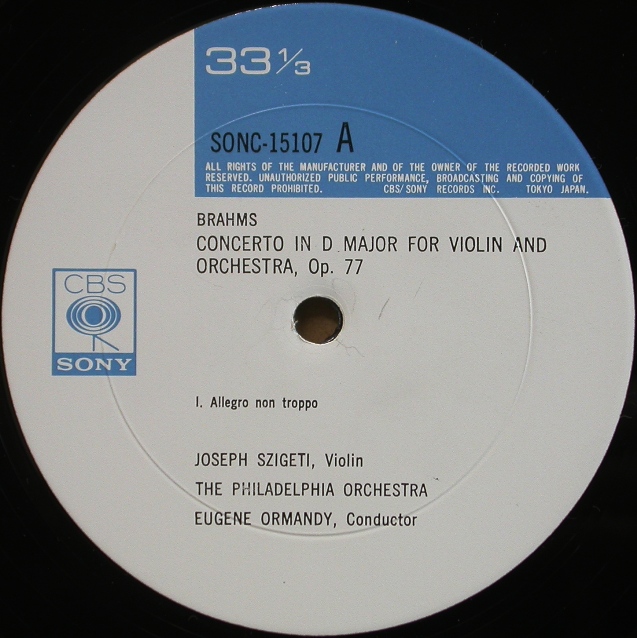 33 1/3
SONC-15107 A
ALL RIGHTS OF THE MANUFACTURER AND OF THE OWNER OF THE RECORDED WORK
RESERVED. UNAUTHORIZED PUBLIC PERFORMANCE, BROADCASTING AND COPYING OF
THIS RECORD PROHIBITED. CBS/SONY RECORDS INC. TOKYO JAPAN.
BRAHMS
CONCERTO IN D MAJOR FOR VIOLIN AND
ORCHESTRA, Op. 77
CBS
SONY
I. Allegro non troppo
JOSEPH SZIGETI, Violin
THE PHILADELPHIA ORCHESTRA
EUGENE ORMANDY, Conductor